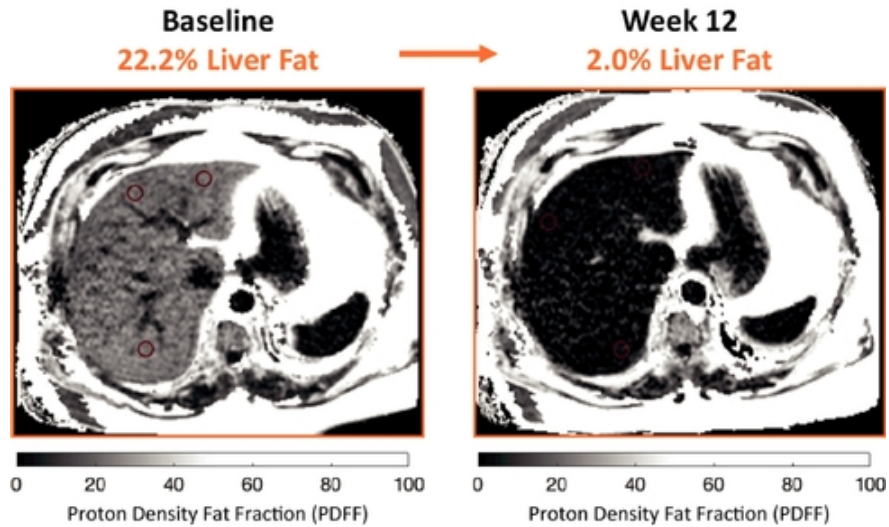 Baseline
22.2% Liver Fat
Week 12
2.0% Liver Fat
0 20 40 60 80 100
Proton Density Fat Fraction (PDFF)
0 20 40 60 80 100
Proton Density Fat Fraction (PDFF)